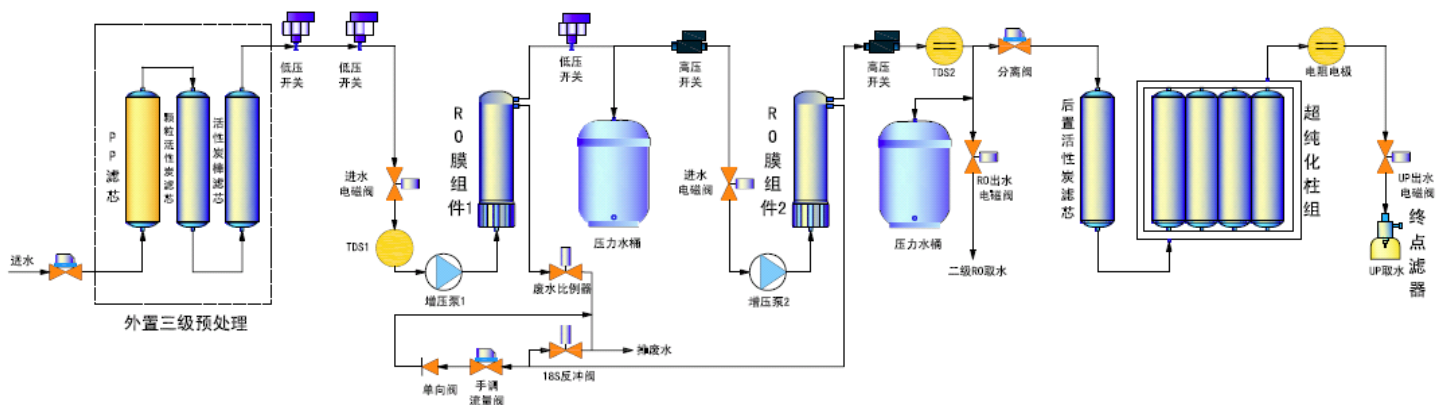 进水
PP滤芯
颗粒活性炭滤芯
活性炭棒滤芯
外置三级预处理
低压
开关
低压
开关
进水
电磁阀
TDS1
增压泵1
RO膜组件1
低压
开关
废水比例器
排废水
18S反冲阀
手调
流量阀
单向阀
压力水桶
高压
开关
进水
电磁阀
增压泵2
RO膜组件2
高压
开关
TDS2
分离阀
压力水桶
RO出水
电磁阀
二级RO取水
后置活性炭滤芯
超纯化柱组
电阻电极
UP出水
电磁阀
终点滤器
UP取水